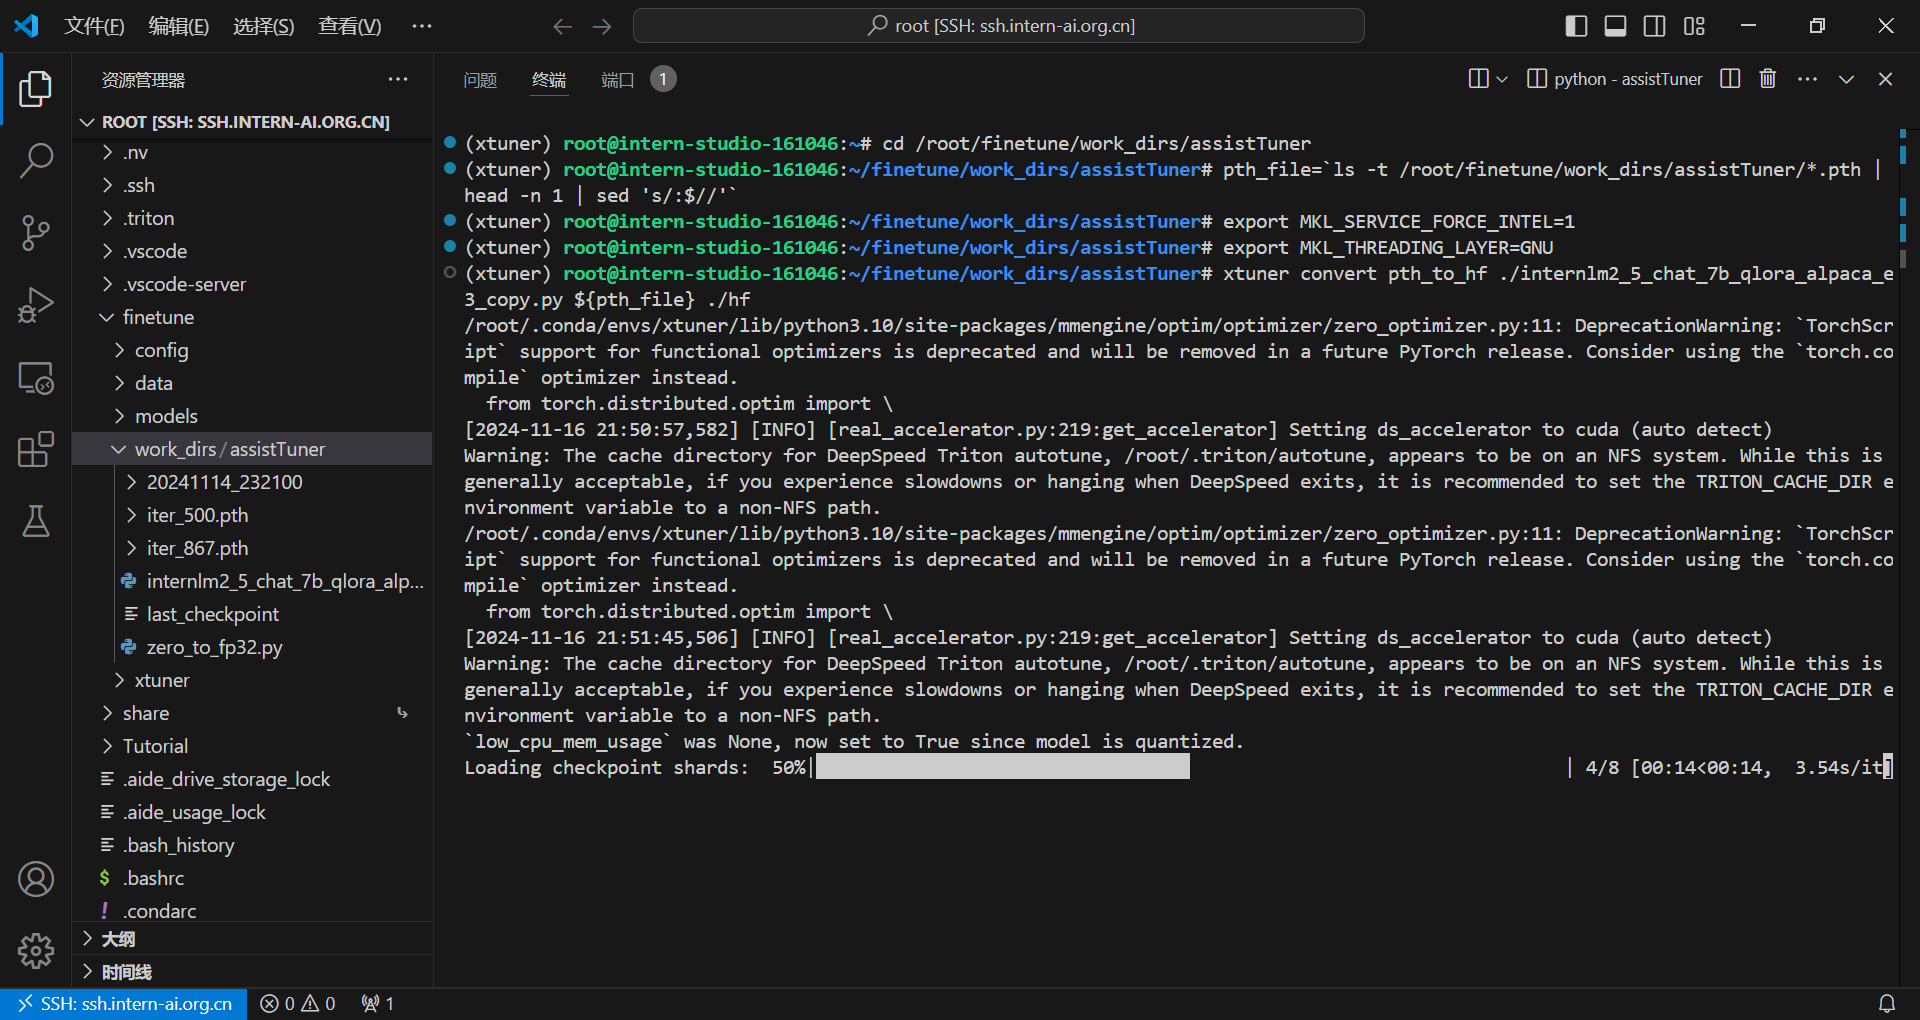 文件(F) 编辑(E) 选择(S) 查看(V) ··· root [SSH: ssh.intern-ai.org.cn]
资源管理器 ···
ROOT [SSH: SSH.INTERN-AI.ORG.CN]
.nv
.ssh
.triton
.vscode
.vscode-server
finetune
config
data
models
work_dirs / assistTuner
20241114_232100
iter_500.pth
iter_867.pth
internlm2_5_chat_7b_qlora_alp...
last_checkpoint
zero_to_fp32.py
xtuner
share
Tutorial
.aide_drive_storage_lock
.aide_usage_lock
.bash_history
$ .bashrc
! .condarc
大纲
时间线
问题 终端 端口 1 python - assistTuner ···
(xtuner) root@intern-studio-161046:~# cd /root/finetune/work_dirs/assistTuner
(xtuner) root@intern-studio-161046:~/finetune/work_dirs/assistTuner# pth_file=`ls -t /root/finetune/work_dirs/assistTuner/*.pth |
head -n 1 | sed 's/:$//'`
(xtuner) root@intern-studio-161046:~/finetune/work_dirs/assistTuner# export MKL_SERVICE_FORCE_INTEL=1
(xtuner) root@intern-studio-161046:~/finetune/work_dirs/assistTuner# export MKL_THREADING_LAYER=GNU
(xtuner) root@intern-studio-161046:~/finetune/work_dirs/assistTuner# xtuner convert pth_to_hf ./internlm2_5_chat_7b_qlora_alpaca_e
3_copy.py ${pth_file} ./hf
/root/.conda/envs/xtuner/lib/python3.10/site-packages/mmengine/optim/optimizer/zero_optimizer.py:11: DeprecationWarning: `TorchScr
ipt` support for functional optimizers is deprecated and will be removed in a future PyTorch release. Consider using the `torch.co
mpile` optimizer instead.
from torch.distributed.optim import \
[2024-11-16 21:50:57,582] [INFO] [real_accelerator.py:219:get_accelerator] Setting ds_accelerator to cuda (auto detect)
Warning: The cache directory for DeepSpeed Triton autotune, /root/.triton/autotune, appears to be on an NFS system. While this is
generally acceptable, if you experience slowdowns or hanging when DeepSpeed exits, it is recommended to set the TRITON_CACHE_DIR e
nvironment variable to a non-NFS path.
/root/.conda/envs/xtuner/lib/python3.10/site-packages/mmengine/optim/optimizer/zero_optimizer.py:11: DeprecationWarning: `TorchScr
ipt` support for functional optimizers is deprecated and will be removed in a future PyTorch release. Consider using the `torch.co
mpile` optimizer instead.
from torch.distributed.optim import \
[2024-11-16 21:51:45,506] [INFO] [real_accelerator.py:219:get_accelerator] Setting ds_accelerator to cuda (auto detect)
Warning: The cache directory for DeepSpeed Triton autotune, /root/.triton/autotune, appears to be on an NFS system. While this is
generally acceptable, if you experience slowdowns or hanging when DeepSpeed exits, it is recommended to set the TRITON_CACHE_DIR e
nvironment variable to a non-NFS path.
`low_cpu_mem_usage` was None, now set to True since model is quantized.
Loading checkpoint shards: 50%| | 4/8 [00:14<00:14, 3.54s/it]
SSH: ssh.intern-ai.org.cn 0 0 1